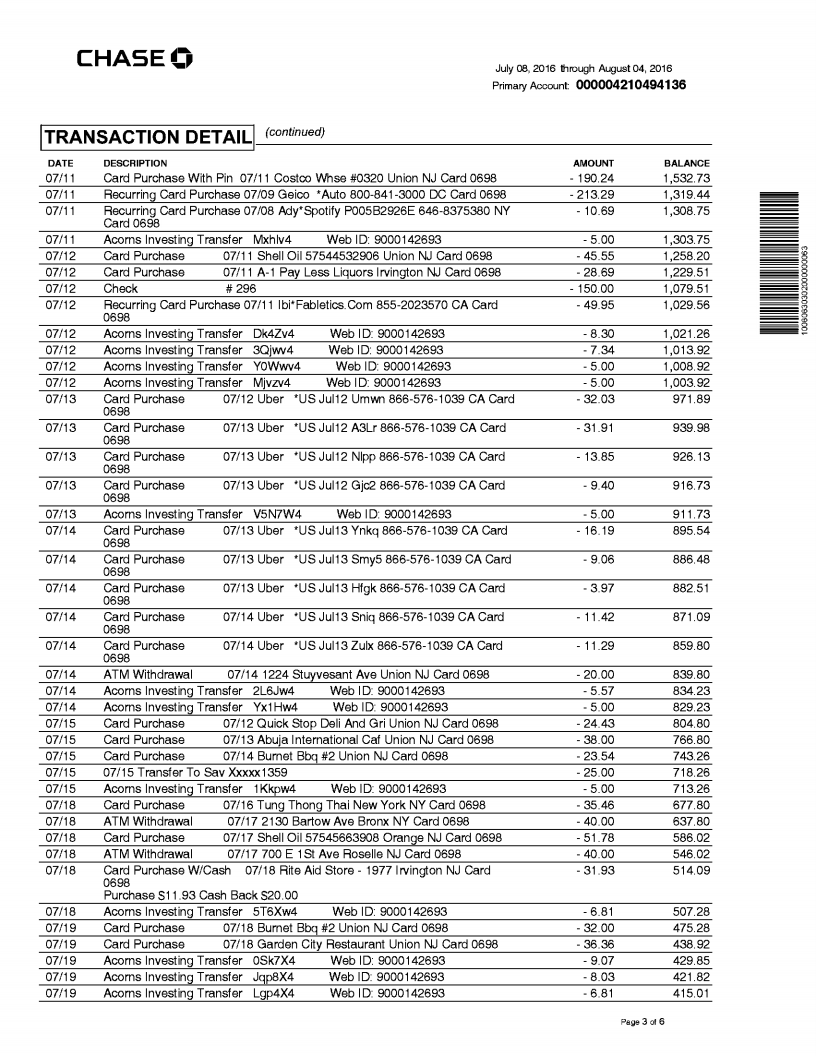 CHASE
July 08, 2016 through August 04, 2016
Primary Account: 000004210494136
TRANSACTION DETAIL (continued)
DATE DESCRIPTION AMOUNT BALANCE
07/11 Card Purchase With Pin 07/11 Costco Whse #0320 Union NJ Card 0698 - 190.24 1,532.73
07/11 Recurring Card Purchase 07/09 Geico *Auto 800-841-3000 DC Card 0698 - 213.29 1,319.44
07/11 Recurring Card Purchase 07/08 Ady*Spotify P005B2926E 646-8375380 NY - 10.69 1,308.75
Card 0698
07/11 Acorns Investing Transfer Mxhlv4 Web ID: 9000142693 - 5.00 1,303.75
07/12 Card Purchase 07/11 Shell Oil 57544532906 Union NJ Card 0698 - 45.55 1,258.20
07/12 Card Purchase 07/11 A-1 Pay Less Liquors Irvington NJ Card 0698 - 28.69 1,229.51
07/12 Check # 296 - 150.00 1,079.51
07/12 Recurring Card Purchase 07/11 Ibi*Fabletics.Com 855-2023570 CA Card - 49.95 1,029.56
0698
07/12 Acorns Investing Transfer Dk4Zv4 Web ID: 9000142693 - 8.30 1,021.26
07/12 Acorns Investing Transfer 3Qjwv4 Web ID: 9000142693 - 7.34 1,013.92
07/12 Acorns Investing Transfer Y0Wwv4 Web ID: 9000142693 - 5.00 1,008.92
07/12 Acorns Investing Transfer Mjvzv4 Web ID: 9000142693 - 5.00 1,003.92
07/13 Card Purchase 07/12 Uber *US Jul12 Umwn 866-576-1039 CA Card - 32.03 971.89
0698
07/13 Card Purchase 07/13 Uber *US Jul12 A3Lr 866-576-1039 CA Card - 31.91 939.98
0698
07/13 Card Purchase 07/13 Uber *US Jul12 Nlpp 866-576-1039 CA Card - 13.85 926.13
0698
07/13 Card Purchase 07/13 Uber *US Jul12 Gjc2 866-576-1039 CA Card - 9.40 916.73
0698
07/13 Acorns Investing Transfer V5N7W4 Web ID: 9000142693 - 5.00 911.73
07/14 Card Purchase 07/13 Uber *US Jul13 Ynkq 866-576-1039 CA Card - 16.19 895.54
0698
07/14 Card Purchase 07/13 Uber *US Jul13 Smy5 866-576-1039 CA Card - 9.06 886.48
0698
07/14 Card Purchase 07/13 Uber *US Jul13 Hfgk 866-576-1039 CA Card - 3.97 882.51
0698
07/14 Card Purchase 07/14 Uber *US Jul13 Sniq 866-576-1039 CA Card - 11.42 871.09
0698
07/14 Card Purchase 07/14 Uber *US Jul13 Zulx 866-576-1039 CA Card - 11.29 859.80
0698
07/14 ATM Withdrawal 07/14 1224 Stuyvesant Ave Union NJ Card 0698 - 20.00 839.80
07/14 Acorns Investing Transfer 2L6Jw4 Web ID: 9000142693 - 5.57 834.23
07/14 Acorns Investing Transfer Yx1Hw4 Web ID: 9000142693 - 5.00 829.23
07/15 Card Purchase 07/12 Quick Stop Deli And Gri Union NJ Card 0698 - 24.43 804.80
07/15 Card Purchase 07/13 Abuja International Caf Union NJ Card 0698 - 38.00 766.80
07/15 Card Purchase 07/14 Burnet Bbq #2 Union NJ Card 0698 - 23.54 743.26
07/15 07/15 Transfer To Sav Xxxxx1359 - 25.00 718.26
07/15 Acorns Investing Transfer 1Kkpw4 Web ID: 9000142693 - 5.00 713.26
07/18 Card Purchase 07/16 Tung Thong Thai New York NY Card 0698 - 35.46 677.80
07/18 ATM Withdrawal 07/17 2130 Bartow Ave Bronx NY Card 0698 - 40.00 637.80
07/18 Card Purchase 07/17 Shell Oil 57545663908 Orange NJ Card 0698 - 51.78 586.02
07/18 ATM Withdrawal 07/17 700 E 1St Ave Roselle NJ Card 0698 - 40.00 546.02
07/18 Card Purchase W/Cash 07/18 Rite Aid Store - 1977 Irvington NJ Card - 31.93 514.09
0698
Purchase $11.93 Cash Back $20.00
07/18 Acorns Investing Transfer 5T6Xw4 Web ID: 9000142693 - 6.81 507.28
07/19 Card Purchase 07/18 Burnet Bbq #2 Union NJ Card 0698 - 32.00 475.28
07/19 Card Purchase 07/18 Garden City Restaurant Union NJ Card 0698 - 36.36 438.92
07/19 Acorns Investing Transfer 0Sk7X4 Web ID: 9000142693 - 9.07 429.85
07/19 Acorns Investing Transfer Jqp8X4 Web ID: 9000142693 - 8.03 421.82
07/19 Acorns Investing Transfer Lgp4X4 Web ID: 9000142693 - 6.81 415.01
Page 3 of 6